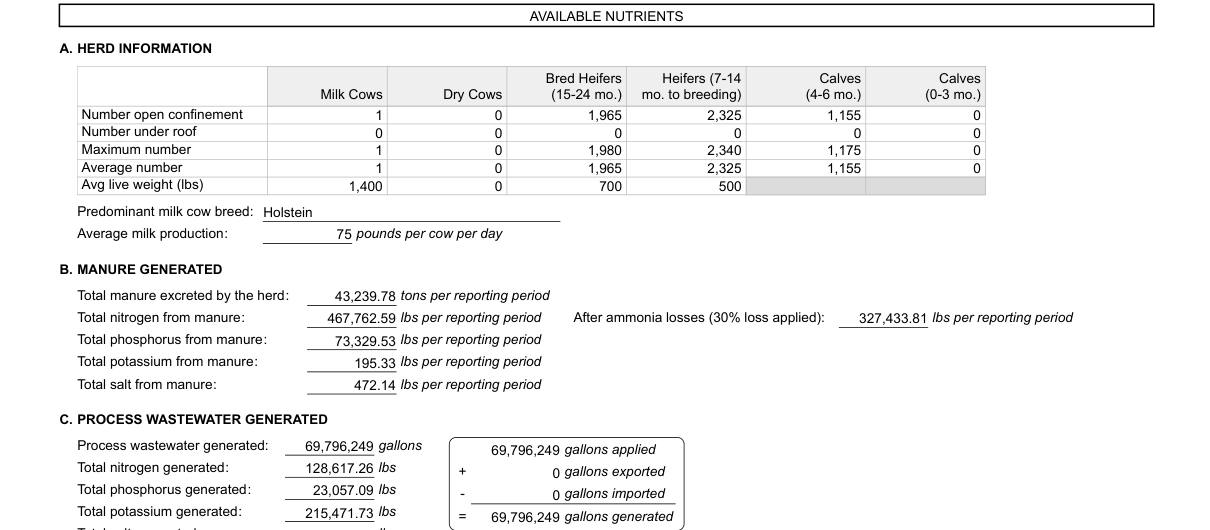 AVAILABLE NUTRIENTS
A. HERD INFORMATION
Milk Cows Dry Cows Bred Heifers (15-24 mo.) Heifers (7-14 mo. to breeding) Calves (4-6 mo.) Calves (0-3 mo.)
Number open confinement 1 0 1,965 2,325 1,155 0
Number under roof 0 0 0 0 0 0
Maximum number 1 0 1,980 2,340 1,175 0
Average number 1 0 1,965 2,325 1,155 0
Avg live weight (lbs) 1,400 0 700 500
Predominant milk cow breed: Holstein
Average milk production: 75 pounds per cow per day
B. MANURE GENERATED
Total manure excreted by the herd: 43,239.78 tons per reporting period
Total nitrogen from manure: 467,762.59 lbs per reporting period After ammonia losses (30% loss applied): 327,433.81 lbs per reporting period
Total phosphorus from manure: 73,329.53 lbs per reporting period
Total potassium from manure: 195.33 lbs per reporting period
Total salt from manure: 472.14 lbs per reporting period
C. PROCESS WASTEWATER GENERATED
Process wastewater generated: 69,796,249 gallons 69,796,249 gallons applied
Total nitrogen generated: 128,617.26 lbs + 0 gallons exported
Total phosphorus generated: 23,057.09 lbs - 0 gallons imported
Total potassium generated: 215,471.73 lbs = 69,796,249 gallons generated